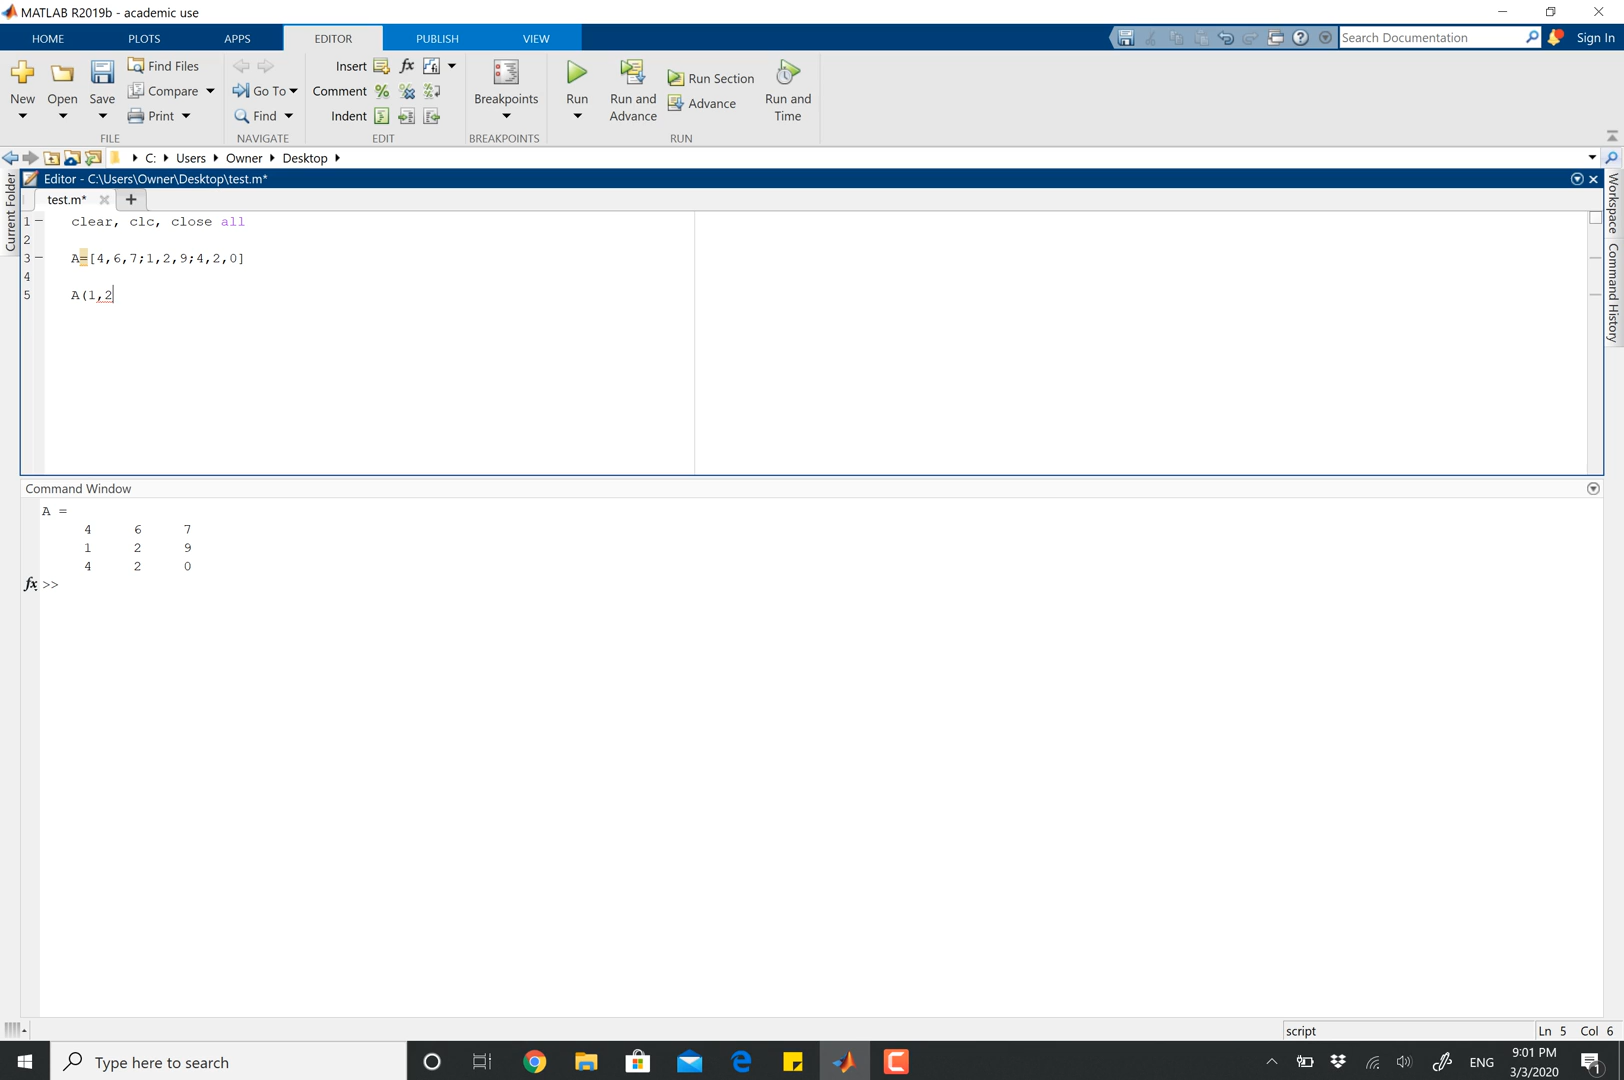 MATLAB R2019b - academic use
HOME PLOTS APPS EDITOR PUBLISH VIEW Search Documentation Sign In
New Open Save Find Files Compare Print FILE
Go To Find NAVIGATE
Insert fx Comment Indent EDIT
Breakpoints BREAKPOINTS
Run Run and Advance Run Section Advance Run and Time RUN
C: Users Owner Desktop
Current Folder
Workspace
Command History
Editor - C:\Users\Owner\Desktop\test.m*
test.m* +
1 clear, clc, close all
2
3 A=[4,6,7;1,2,9;4,2,0]
4
5 A(1,2
Command Window
A =
4 6 7
1 2 9
4 2 0
fx >>
script Ln 5 Col 6
Type here to search ENG 9:01 PM 3/3/2020 1